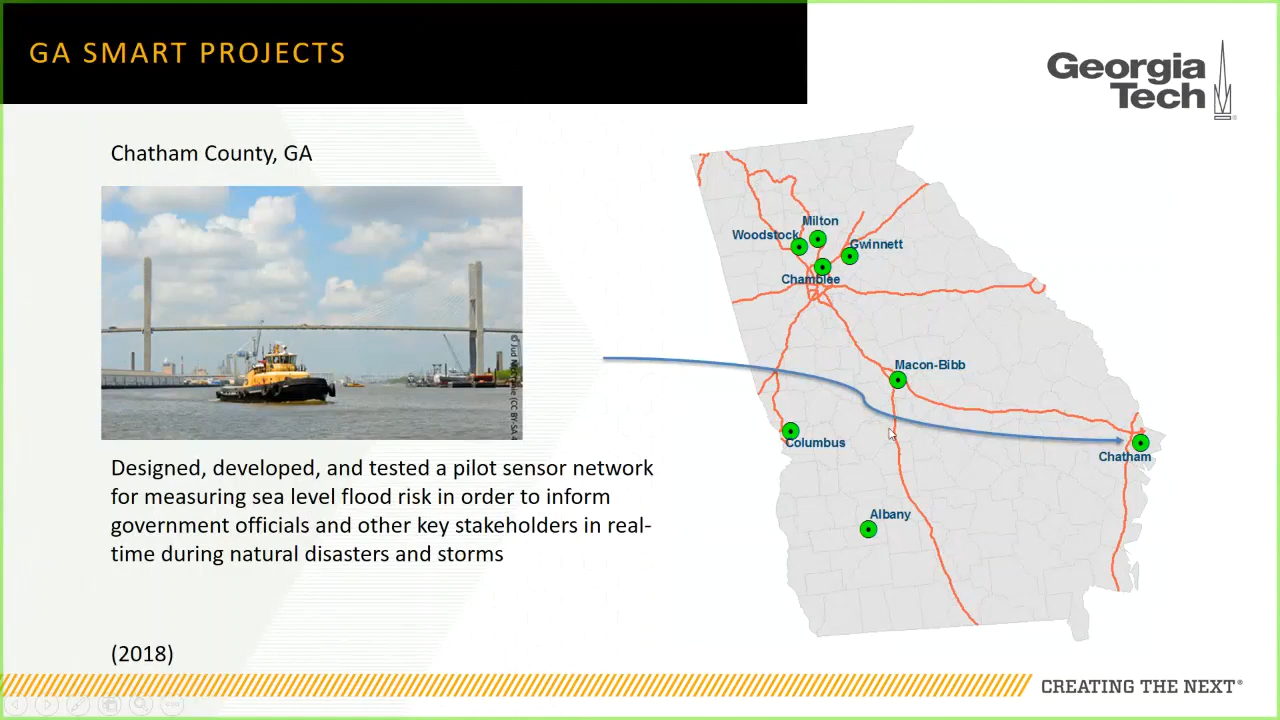 GA SMART PROJECTS
Georgia
Tech
Chatham County, GA
Designed, developed, and tested a pilot sensor network
for measuring sea level flood risk in order to inform
government officials and other key stakeholders in real-
time during natural disasters and storms
(2018)
Milton
Woodstock
Gwinnett
Chamblee
Macon-Bibb
Columbus
Chatham
Albany
CREATING THE NEXT®